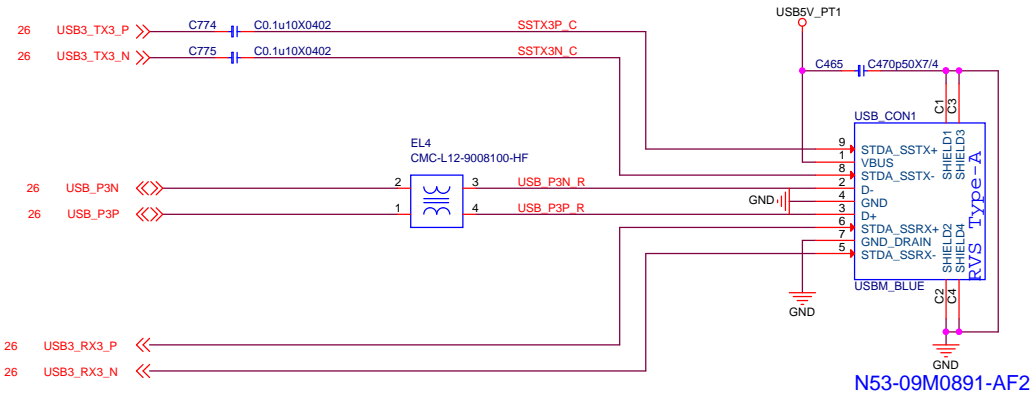 USB5V_PT1
26 USB3_TX3_P C774 C0.1u10X0402 SSTX3P_C
26 USB3_TX3_N C775 C0.1u10X0402 SSTX3N_C
C465 C470p50X7/4
C1 C3
USB_CON1
EL4
CMC-L12-9008100-HF
9 STDA_SSTX+ SHIELD1 SHIELD3
1 VBUS
8 STDA_SSTX-
26 USB_P3N 2 3 USB_P3N_R 2 D-
GND 4 GND
26 USB_P3P 1 4 USB_P3P_R 3 D+
6 STDA_SSRX+
7 GND_DRAIN
5 STDA_SSRX- SHIELD2 SHIELD4
RVS Type-A
USBM_BLUE
C2 C4
GND
26 USB3_RX3_P
26 USB3_RX3_N
GND
N53-09M0891-AF2